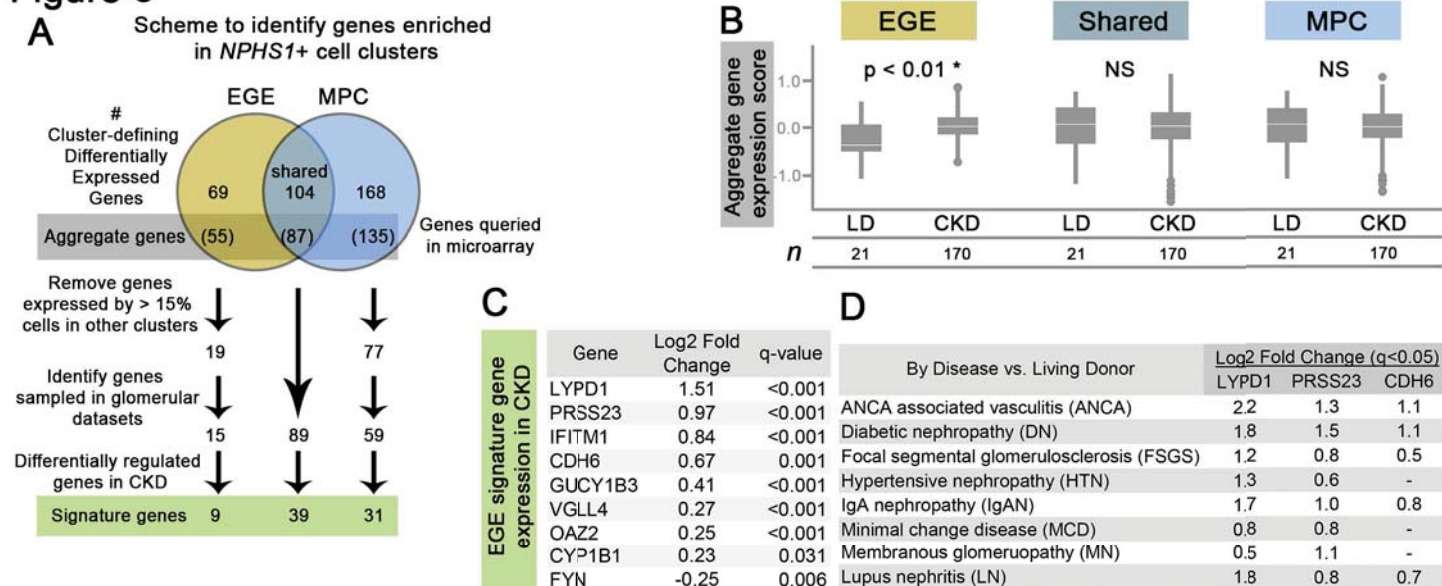 A
Scheme to identify genes enriched
in NPHS1+ cell clusters
EGE MPC
#
Cluster-defining
Differentially
Expressed
Genes
69
shared
104
168
Aggregate genes (55) (87) (135)
Genes queried
in microarray
Remove genes
expressed by > 15%
cells in other clusters
19 77
Identify genes
sampled in glomerular
datasets
15 89 59
Differentially regulated
genes in CKD
Signature genes 9 39 31
B
EGE Shared MPC
Aggregate gene
expression score
p < 0.01 * NS NS
1.0
0.0
-1.0
LD CKD LD CKD LD CKD
n 21 170 21 170 21 170
C
EGE signature gene
expression in CKD
Gene Log2 Fold Change q-value
LYPD1 1.51 <0.001
PRSS23 0.97 <0.001
IFITM1 0.84 <0.001
CDH6 0.67 0.001
GUCY1B3 0.41 <0.001
VGLL4 0.27 <0.001
OAZ2 0.25 <0.001
CYP1B1 0.23 0.031
FYN -0.25 0.006
D
By Disease vs. Living Donor Log2 Fold Change (q<0.05)
LYPD1 PRSS23 CDH6
ANCA associated vasculitis (ANCA) 2.2 1.3 1.1
Diabetic nephropathy (DN) 1.8 1.5 1.1
Focal segmental glomerulosclerosis (FSGS) 1.2 0.8 0.5
Hypertensive nephropathy (HTN) 1.3 0.6 -
IgA nephropathy (IgAN) 1.7 1.0 0.8
Minimal change disease (MCD) 0.8 0.8 -
Membranous glomeruopathy (MN) 0.5 1.1 -
Lupus nephritis (LN) 1.8 0.8 0.7